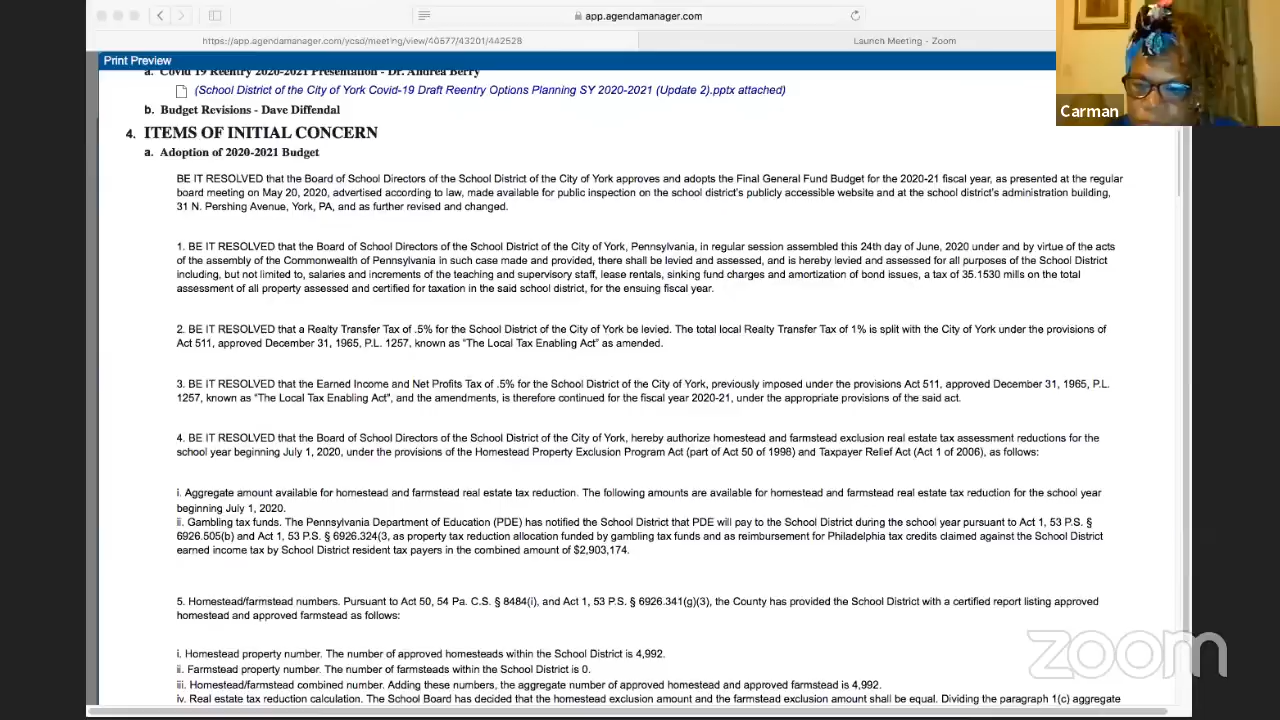 app.agendamanager.com
https://app.agendamanager.com/ycsd/meeting/view/40577/43201/442528
Launch Meeting - Zoom
Print Preview
a. Covid 19 Reentry 2020-2021 Presentation - Dr. Andrea Berry
(School District of the City of York Covid-19 Draft Reentry Options Planning SY 2020-2021 (Update 2).pptx attached)
b. Budget Revisions - Dave Diffendal
4. ITEMS OF INITIAL CONCERN
a. Adoption of 2020-2021 Budget
BE IT RESOLVED that the Board of School Directors of the School District of the City of York approves and adopts the Final General Fund Budget for the 2020-21 fiscal year, as presented at the regular
board meeting on May 20, 2020, advertised according to law, made available for public inspection on the school district's publicly accessible website and at the school district's administration building,
31 N. Pershing Avenue, York, PA, and as further revised and changed.
1. BE IT RESOLVED that the Board of School Directors of the School District of the City of York, Pennsylvania, in regular session assembled this 24th day of June, 2020 under and by virtue of the acts
of the assembly of the Commonwealth of Pennsylvania in such case made and provided, there shall be levied and assessed, and is hereby levied and assessed for all purposes of the School District
including, but not limited to, salaries and increments of the teaching and supervisory staff, lease rentals, sinking fund charges and amortization of bond issues, a tax of 35.1530 mills on the total
assessment of all property assessed and certified for taxation in the said school district, for the ensuing fiscal year.
2. BE IT RESOLVED that a Realty Transfer Tax of .5% for the School District of the City of York be levied. The total local Realty Transfer Tax of 1% is split with the City of York under the provisions of
Act 511, approved December 31, 1965, P.L. 1257, known as "The Local Tax Enabling Act" as amended.
3. BE IT RESOLVED that the Earned Income and Net Profits Tax of .5% for the School District of the City of York, previously imposed under the provisions Act 511, approved December 31, 1965, P.L.
1257, known as "The Local Tax Enabling Act", and the amendments, is therefore continued for the fiscal year 2020-21, under the appropriate provisions of the said act.
4. BE IT RESOLVED that the Board of School Directors of the School District of the City of York, hereby authorize homestead and farmstead exclusion real estate tax assessment reductions for the
school year beginning July 1, 2020, under the provisions of the Homestead Property Exclusion Program Act (part of Act 50 of 1998) and Taxpayer Relief Act (Act 1 of 2006), as follows:
i. Aggregate amount available for homestead and farmstead real estate tax reduction. The following amounts are available for homestead and farmstead real estate tax reduction for the school year
beginning July 1, 2020.
ii. Gambling tax funds. The Pennsylvania Department of Education (PDE) has notified the School District that PDE will pay to the School District during the school year pursuant to Act 1, 53 P.S. §
6926.505(b) and Act 1, 53 P.S. § 6926.324(3, as property tax reduction allocation funded by gambling tax funds and as reimbursement for Philadelphia tax credits claimed against the School District
earned income tax by School District resident tax payers in the combined amount of $2,903,174.
5. Homestead/farmstead numbers. Pursuant to Act 50, 54 Pa. C.S. § 8484(i), and Act 1, 53 P.S. § 6926.341(g)(3), the County has provided the School District with a certified report listing approved
homestead and approved farmstead as follows:
i. Homestead property number. The number of approved homesteads within the School District is 4,992.
ii. Farmstead property number. The number of farmsteads within the School District is 0.
iii. Homestead/farmstead combined number. Adding these numbers, the aggregate number of approved homestead and approved farmstead is 4,992.
iv. Real estate tax reduction calculation. The School Board has decided that the homestead exclusion amount and the farmstead exclusion amount shall be equal. Dividing the paragraph 1(c) aggregate
Carman
zoom